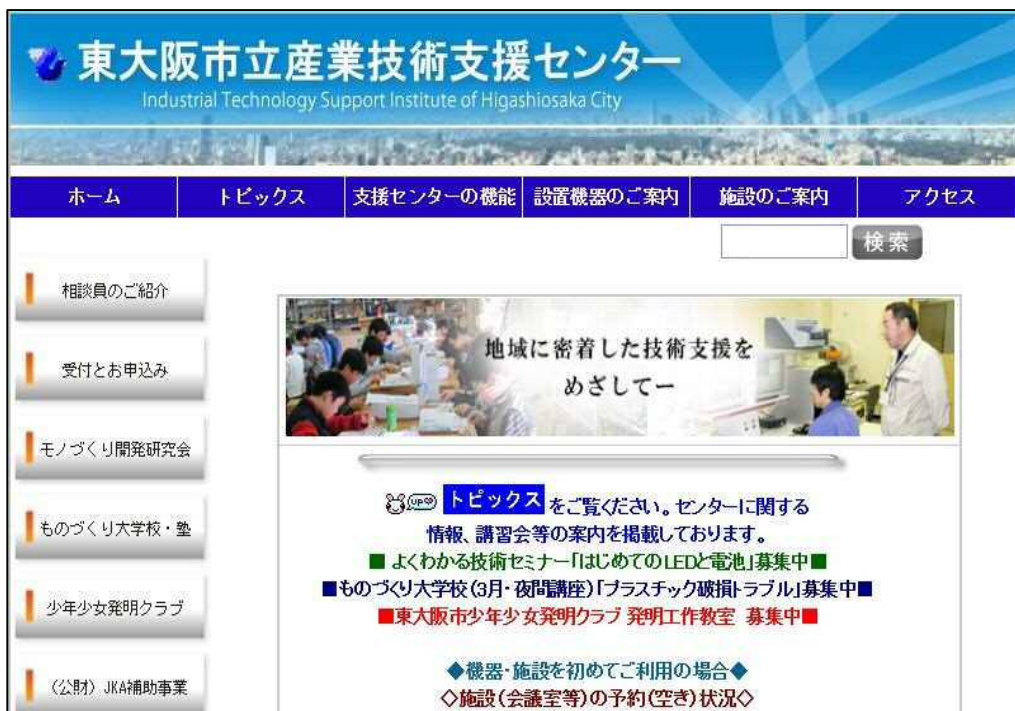 東大阪市立産業技術支援センター
Industrial Technology Support Institute of Higashiosaka City
ホーム トピックス 支援センターの機能 設置機器のご案内 施設のご案内 アクセス
検索
相談員のご紹介
受付とお申込み
モノづくり開発研究会
ものづくり大学校・塾
少年少女発明クラブ
（公財）JKA補助事業
地域に密着した技術支援を
めざしてー
UP トピックス をご覧ください。センターに関する
情報、講習会等の案内を掲載しております。
■ よくわかる技術セミナー「はじめてのLEDと電池」募集中■
■ものづくり大学校（3月・夜間講座）「プラスチック破損トラブル」募集中■
■東大阪市少年少女発明クラブ 発明工作教室 募集中■
◆機器・施設を初めてご利用の場合◆
◇施設（会議室等）の予約（空き）状況◇